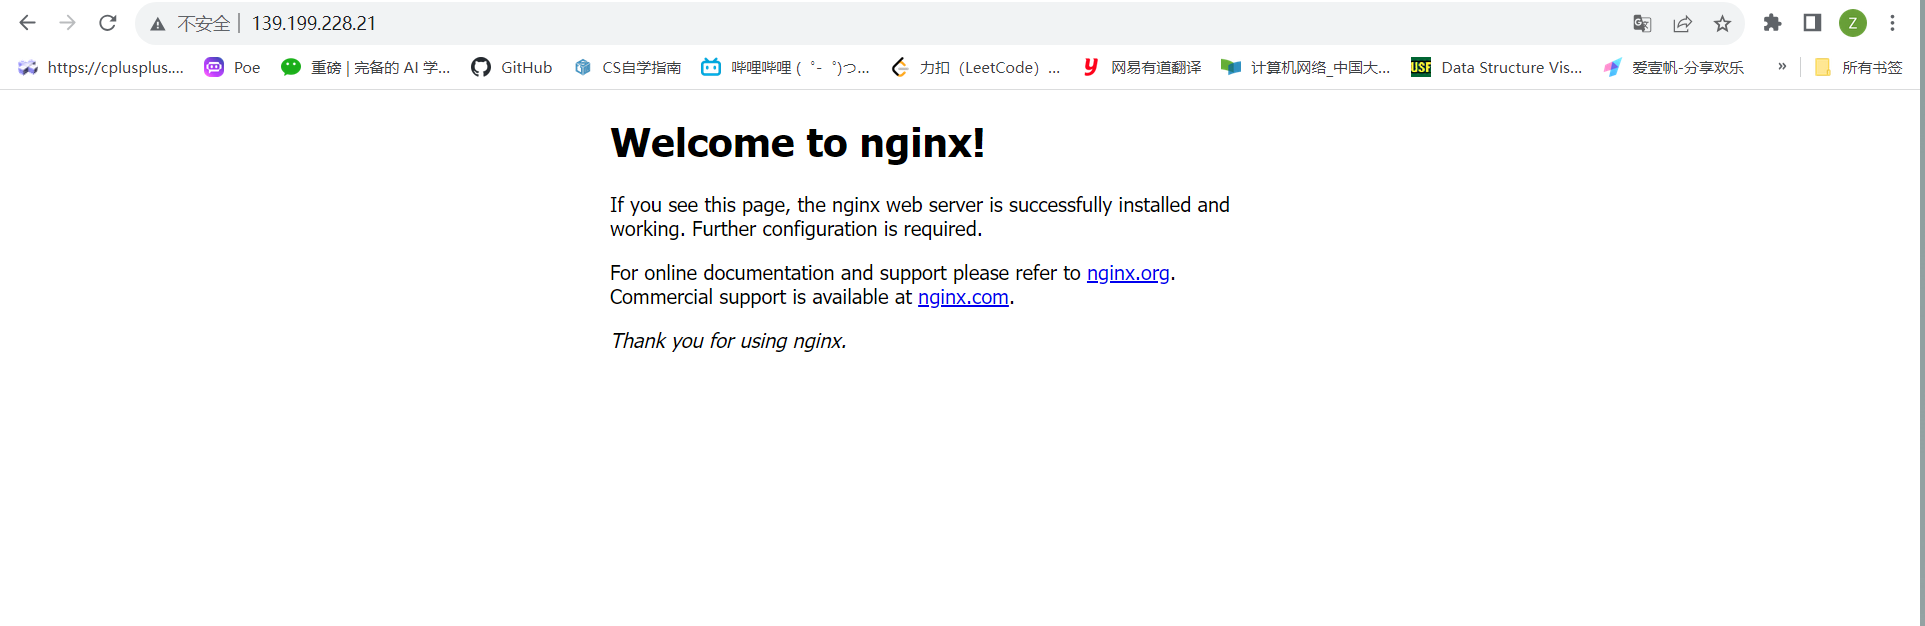 不安全 139.199.228.21
Z
https://cplusplus.... Poe 重磅 | 完备的 AI 学... GitHub CS自学指南 哔哩哔哩 ( ゜- ゜)つ... 力扣（LeetCode）... 网易有道翻译 计算机网络_中国大... USF Data Structure Vis... 爱壹帆-分享欢乐 » 所有书签
Welcome to nginx!
If you see this page, the nginx web server is successfully installed and
working. Further configuration is required.
For online documentation and support please refer to nginx.org.
Commercial support is available at nginx.com.
Thank you for using nginx.